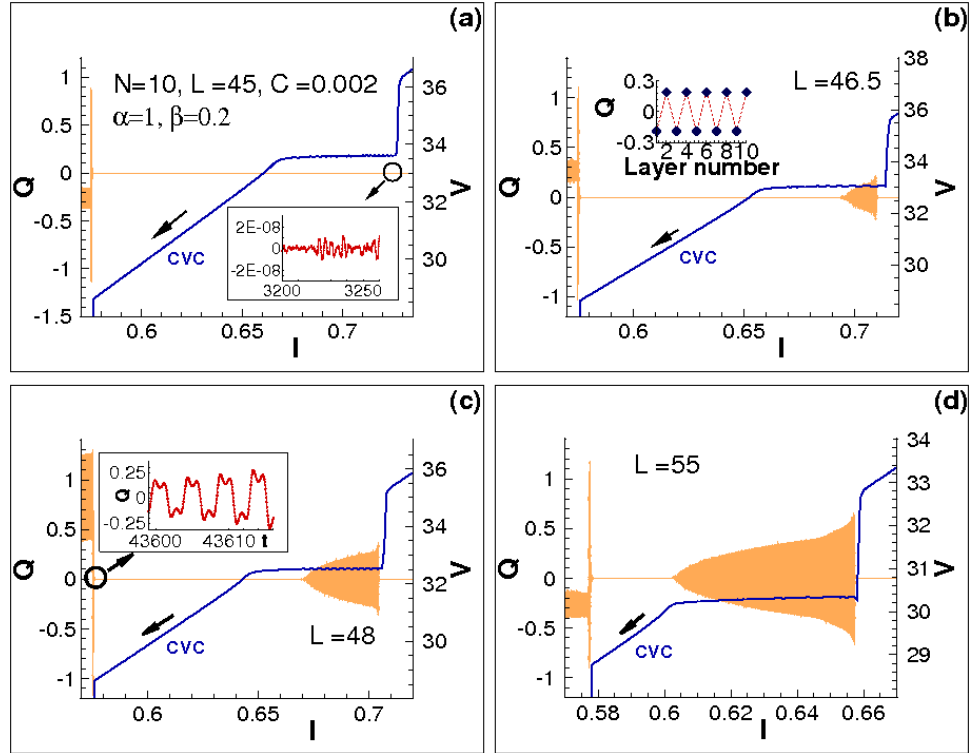 (a)
Q
1
0.5
0
-0.5
-1
-1.5
N=10, L =45, C =0.002
α=1, β=0.2
CVC
2E-08
0
-2E-08
3200
3250
36
34
32
30
V
0.6
0.65
0.7
I
(b)
Q
1
0.5
0
-0.5
-1
L =46.5
Q
0.3
0
-0.3
2 4 6 8 10
Layer number
CVC
38
36
34
32
30
V
0.6
0.65
0.7
I
(c)
Q
1
0.5
0
-0.5
-1
Q
0.25
0
-0.25
43600
43610
t
CVC
L =48
36
34
32
30
V
0.6
0.65
0.7
I
(d)
Q
1
0.5
0
-0.5
-1
L =55
CVC
34
33
32
31
30
29
V
0.58
0.6
0.62
0.64
0.66
I